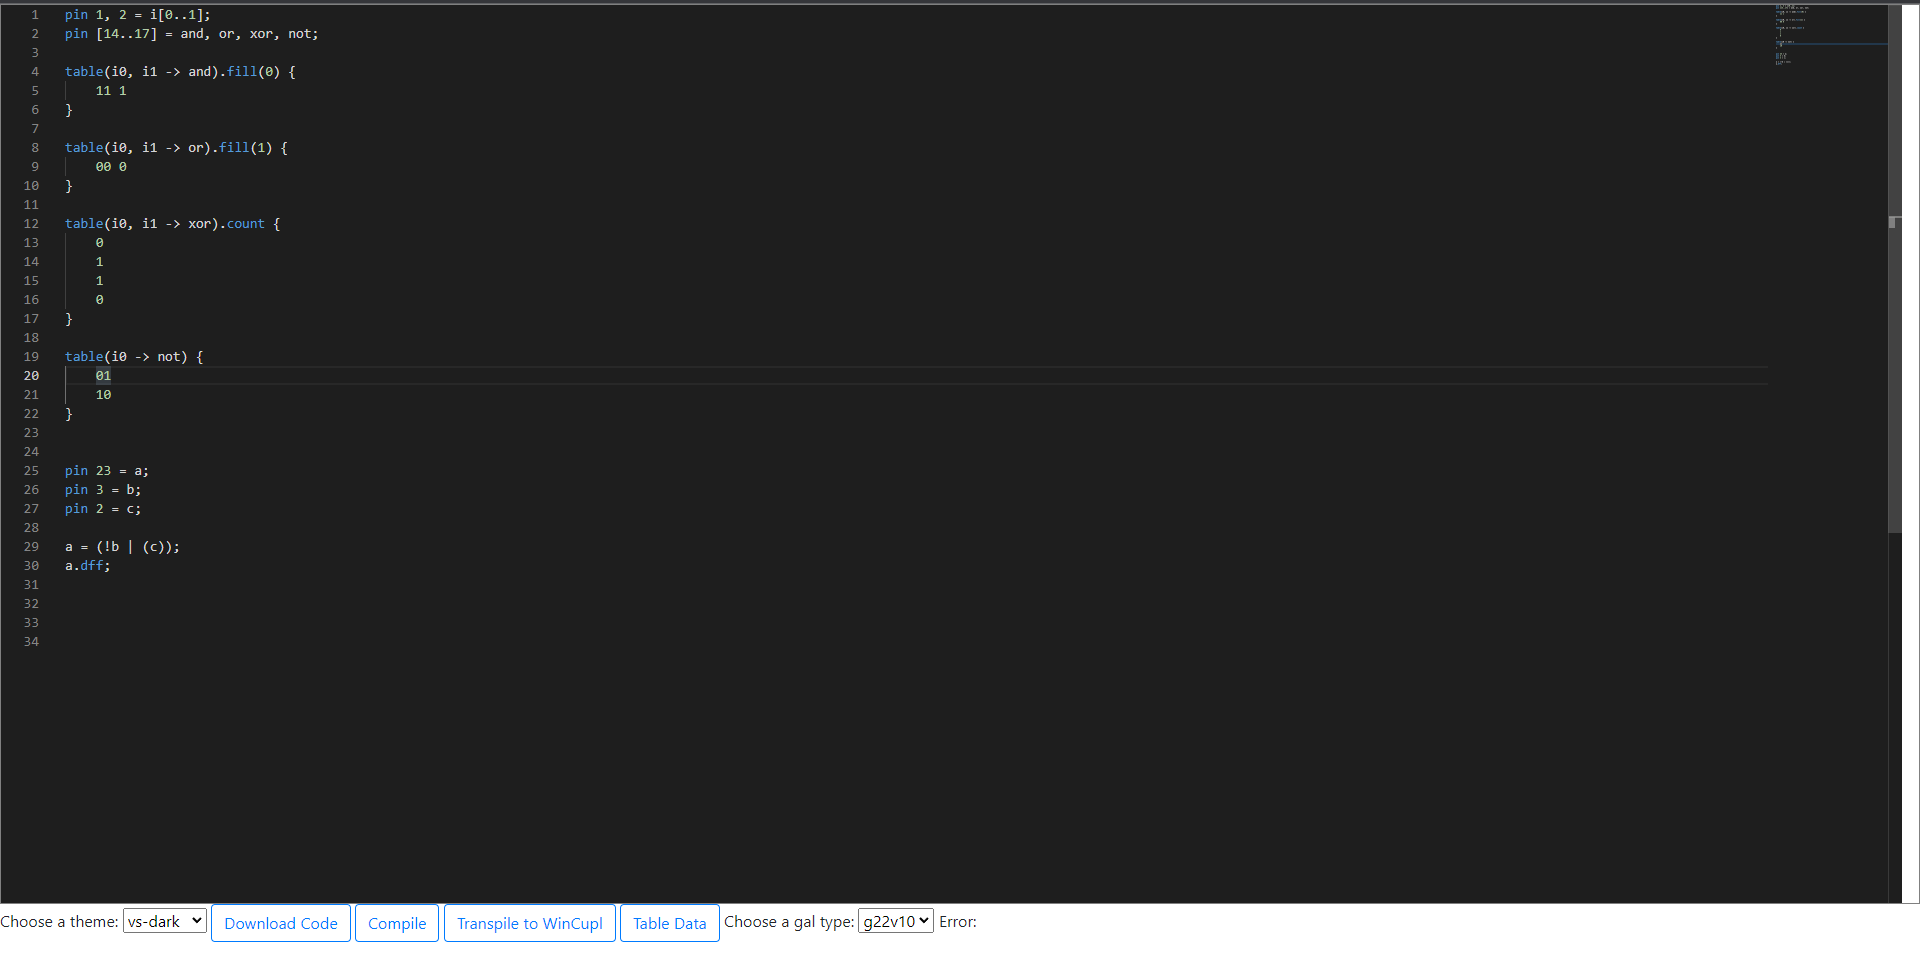 1 pin 1, 2 = i[0..1];
2 pin [14..17] = and, or, xor, not;
3
4 table(i0, i1 -> and).fill(0) {
5 11 1
6 }
7
8 table(i0, i1 -> or).fill(1) {
9 00 0
10 }
11
12 table(i0, i1 -> xor).count {
13 0
14 1
15 1
16 0
17 }
18
19 table(i0 -> not) {
20 01
21 10
22 }
23
24
25 pin 23 = a;
26 pin 3 = b;
27 pin 2 = c;
28
29 a = (!b | (c));
30 a.dff;
31
32
33
34
Choose a theme: vs-dark Download Code Compile Transpile to WinCupl Table Data Choose a gal type: g22v10 Error: